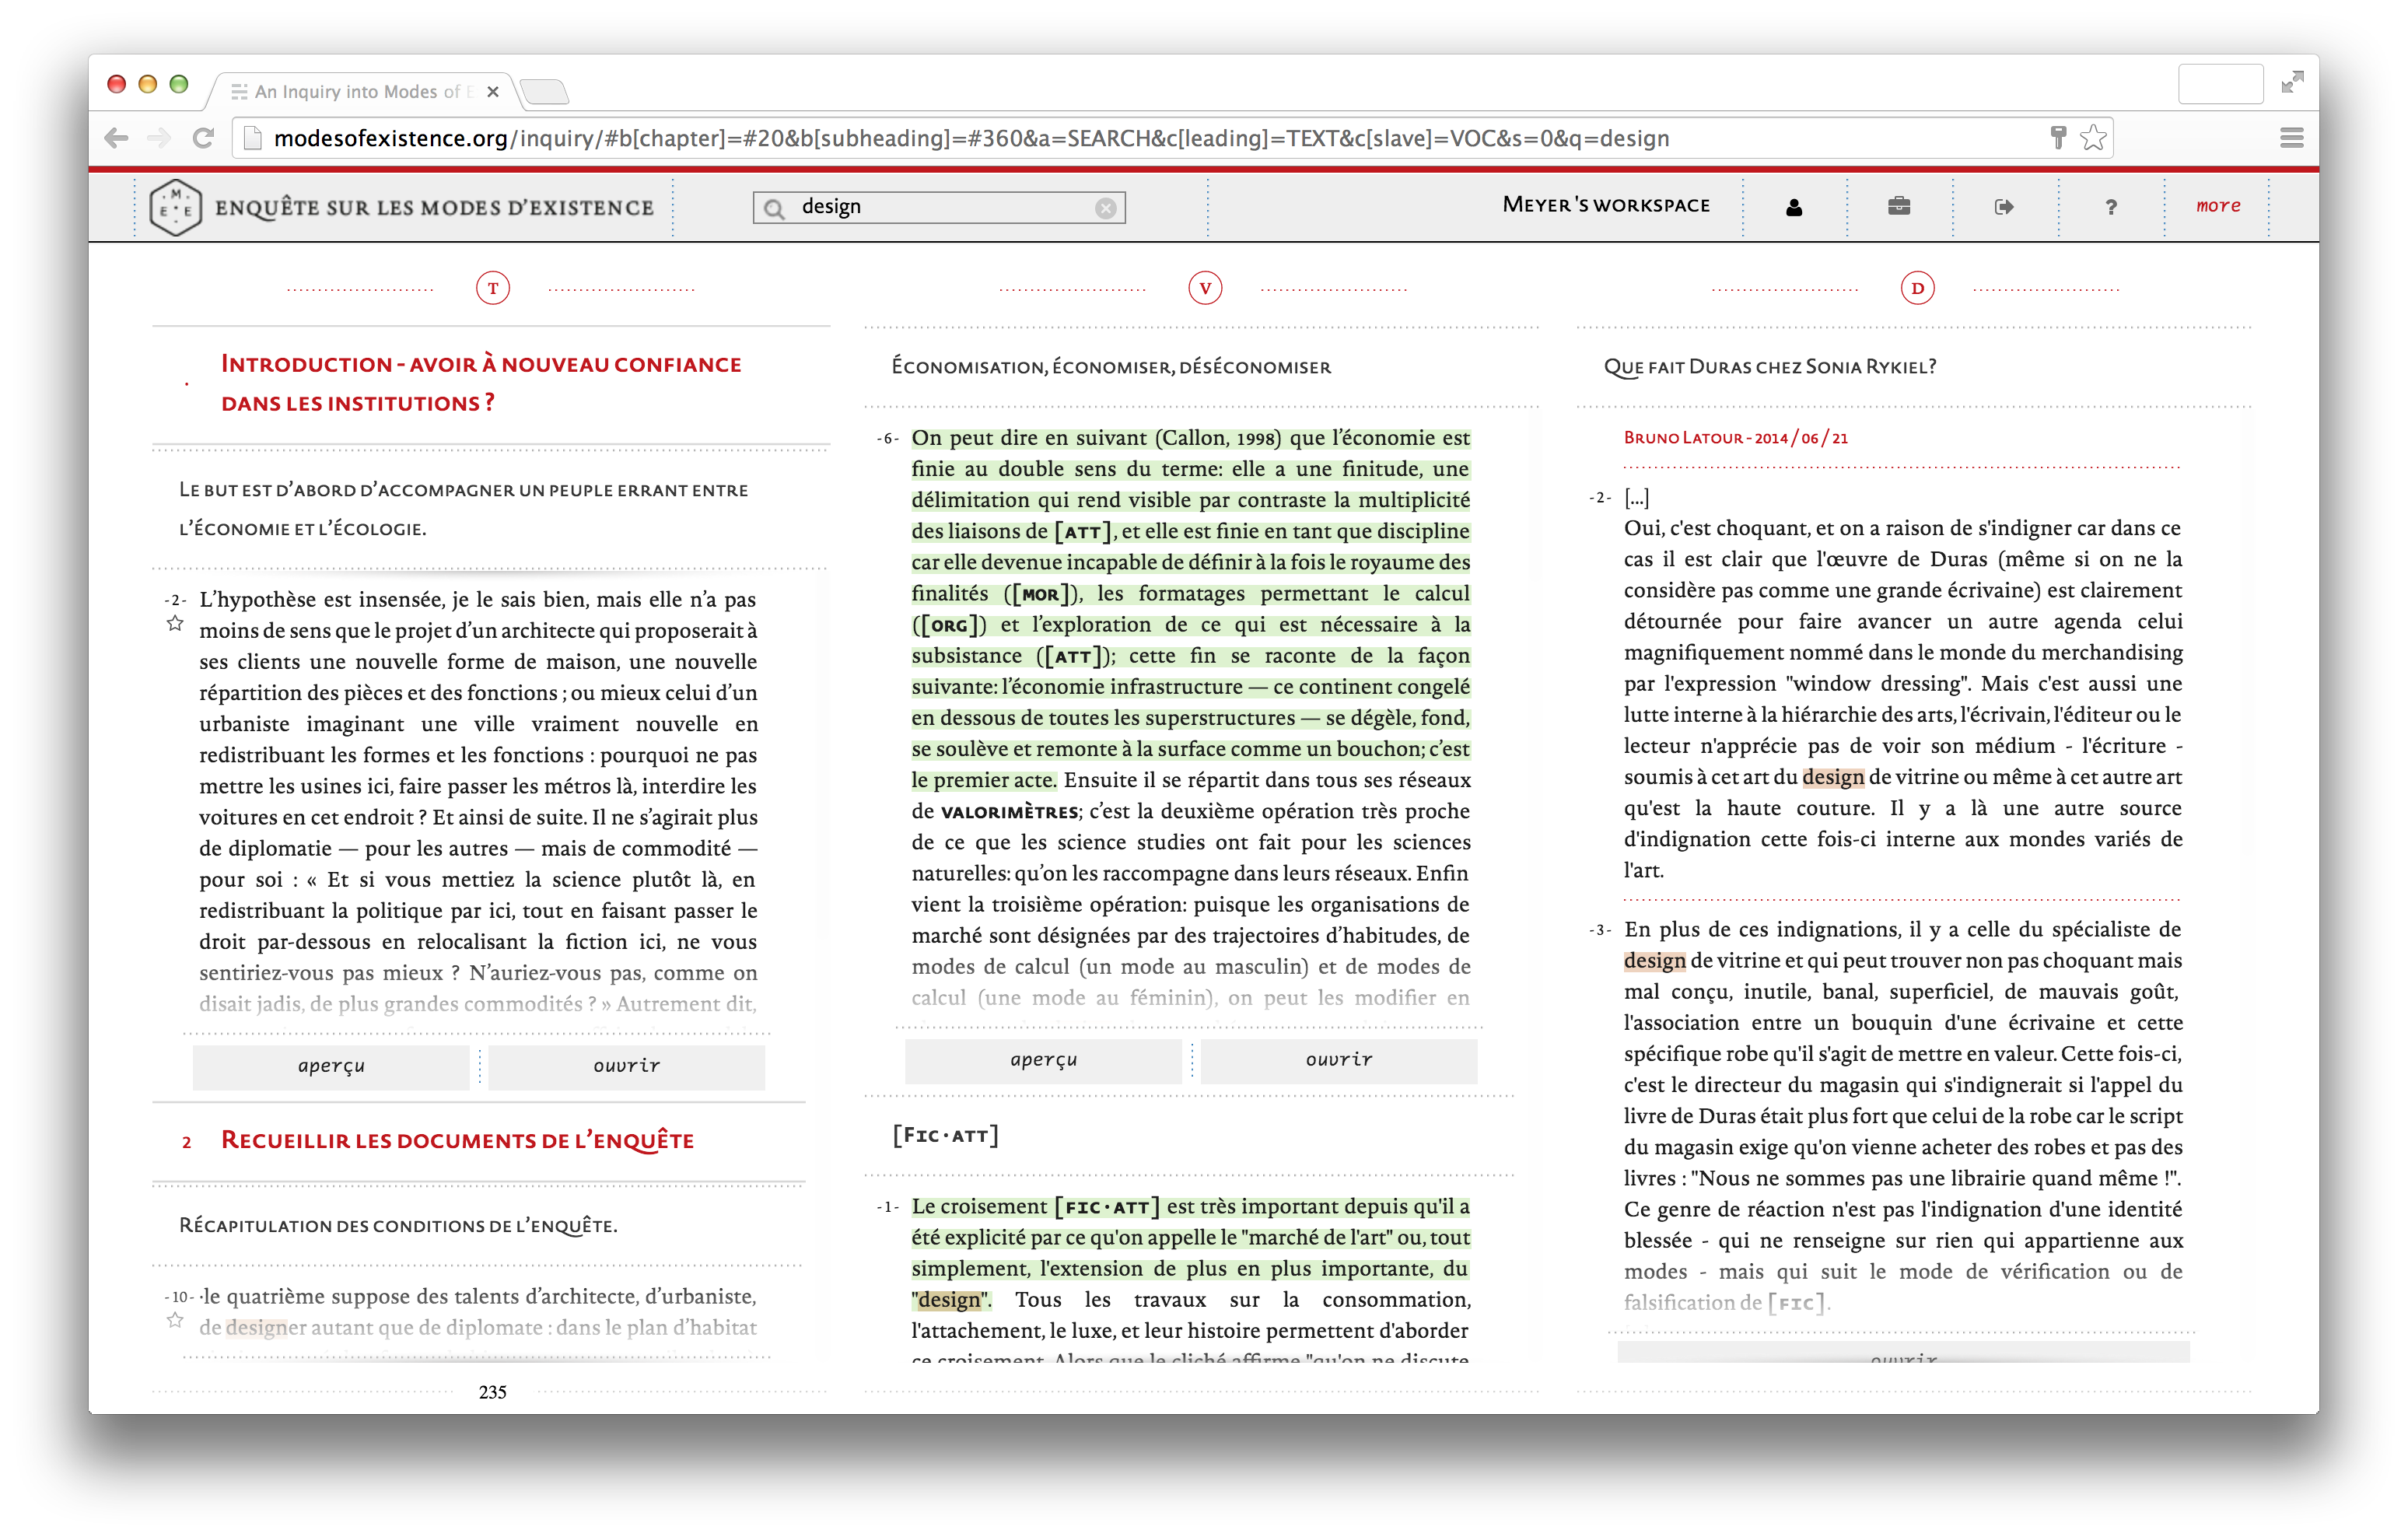 An Inquiry into Modes of E
modesofexistence.org/inquiry/#b[chapter]=#20&b[subheading]=#360&a=SEARCH&c[leading]=TEXT&c[slave]=VOC&s=0&q=design
M
E E
ENQUÊTE SUR LES MODES D’EXISTENCE
design
MEYER 'S WORKSPACE
?
more
T
INTRODUCTION - AVOIR À NOUVEAU CONFIANCE
DANS LES INSTITUTIONS ?
LE BUT EST D’ABORD D’ACCOMPAGNER UN PEUPLE ERRANT ENTRE
L’ÉCONOMIE ET L’ÉCOLOGIE.
-2- L’hypothèse est insensée, je le sais bien, mais elle n’a pas
moins de sens que le projet d’un architecte qui proposerait à
ses clients une nouvelle forme de maison, une nouvelle
répartition des pièces et des fonctions ; ou mieux celui d’un
urbaniste imaginant une ville vraiment nouvelle en
redistribuant les formes et les fonctions : pourquoi ne pas
mettre les usines ici, faire passer les métros là, interdire les
voitures en cet endroit ? Et ainsi de suite. Il ne s’agirait plus
de diplomatie — pour les autres — mais de commodité —
pour soi : « Et si vous mettiez la science plutôt là, en
redistribuant la politique par ici, tout en faisant passer le
droit par-dessous en relocalisant la fiction ici, ne vous
sentiriez-vous pas mieux ? N’auriez-vous pas, comme on
disait jadis, de plus grandes commodités ? » Autrement dit,
aperçu ouvrir
2 RECUEILLIR LES DOCUMENTS DE L’ENQUÊTE
RÉCAPITULATION DES CONDITIONS DE L’ENQUÊTE.
-10- ·le quatrième suppose des talents d’architecte, d’urbaniste,
de designer autant que de diplomate : dans le plan d’habitat
235
V
ÉCONOMISATION, ÉCONOMISER, DÉSÉCONOMISER
-6- On peut dire en suivant (Callon, 1998) que l’économie est
finie au double sens du terme: elle a une finitude, une
délimitation qui rend visible par contraste la multiplicité
des liaisons de [ATT], et elle est finie en tant que discipline
car elle devenue incapable de définir à la fois le royaume des
finalités ([MOR]), les formatages permettant le calcul
([ORG]) et l’exploration de ce qui est nécessaire à la
subsistance ([ATT]); cette fin se raconte de la façon
suivante: l’économie infrastructure — ce continent congelé
en dessous de toutes les superstructures — se dégèle, fond,
se soulève et remonte à la surface comme un bouchon; c’est
le premier acte. Ensuite il se répartit dans tous ses réseaux
de VALORIMÈTRES; c’est la deuxième opération très proche
de ce que les science studies ont fait pour les sciences
naturelles: qu’on les raccompagne dans leurs réseaux. Enfin
vient la troisième opération: puisque les organisations de
marché sont désignées par des trajectoires d’habitudes, de
modes de calcul (un mode au masculin) et de modes de
calcul (une mode au féminin), on peut les modifier en
aperçu ouvrir
[FIC·ATT]
-1- Le croisement [FIC·ATT] est très important depuis qu'il a
été explicité par ce qu'on appelle le "marché de l'art" ou, tout
simplement, l'extension de plus en plus importante, du
"design". Tous les travaux sur la consommation,
l'attachement, le luxe, et leur histoire permettent d'aborder
ce croisement. Alors que le cliché affirme "qu'on ne discute
D
QUE FAIT DURAS CHEZ SONIA RYKIEL?
BRUNO LATOUR - 2014 / 06 / 21
-2- [...]
Oui, c'est choquant, et on a raison de s'indigner car dans ce
cas il est clair que l'œuvre de Duras (même si on ne la
considère pas comme une grande écrivaine) est clairement
détournée pour faire avancer un autre agenda celui
magnifiquement nommé dans le monde du merchandising
par l'expression "window dressing". Mais c'est aussi une
lutte interne à la hiérarchie des arts, l'écrivain, l'éditeur ou le
lecteur n'apprécie pas de voir son médium - l'écriture -
soumis à cet art du design de vitrine ou même à cet autre art
qu'est la haute couture. Il y a là une autre source
d'indignation cette fois-ci interne aux mondes variés de
l'art.
-3- En plus de ces indignations, il y a celle du spécialiste de
design de vitrine et qui peut trouver non pas choquant mais
mal conçu, inutile, banal, superficiel, de mauvais goût,
l'association entre un bouquin d'une écrivaine et cette
spécifique robe qu'il s'agit de mettre en valeur. Cette fois-ci,
c'est le directeur du magasin qui s'indignerait si l'appel du
livre de Duras était plus fort que celui de la robe car le script
du magasin exige qu'on vienne acheter des robes et pas des
livres : "Nous ne sommes pas une librairie quand même !".
Ce genre de réaction n'est pas l'indignation d'une identité
blessée - qui ne renseigne sur rien qui appartienne aux
modes - mais qui suit le mode de vérification ou de
falsification de [FIC].
ouvrir